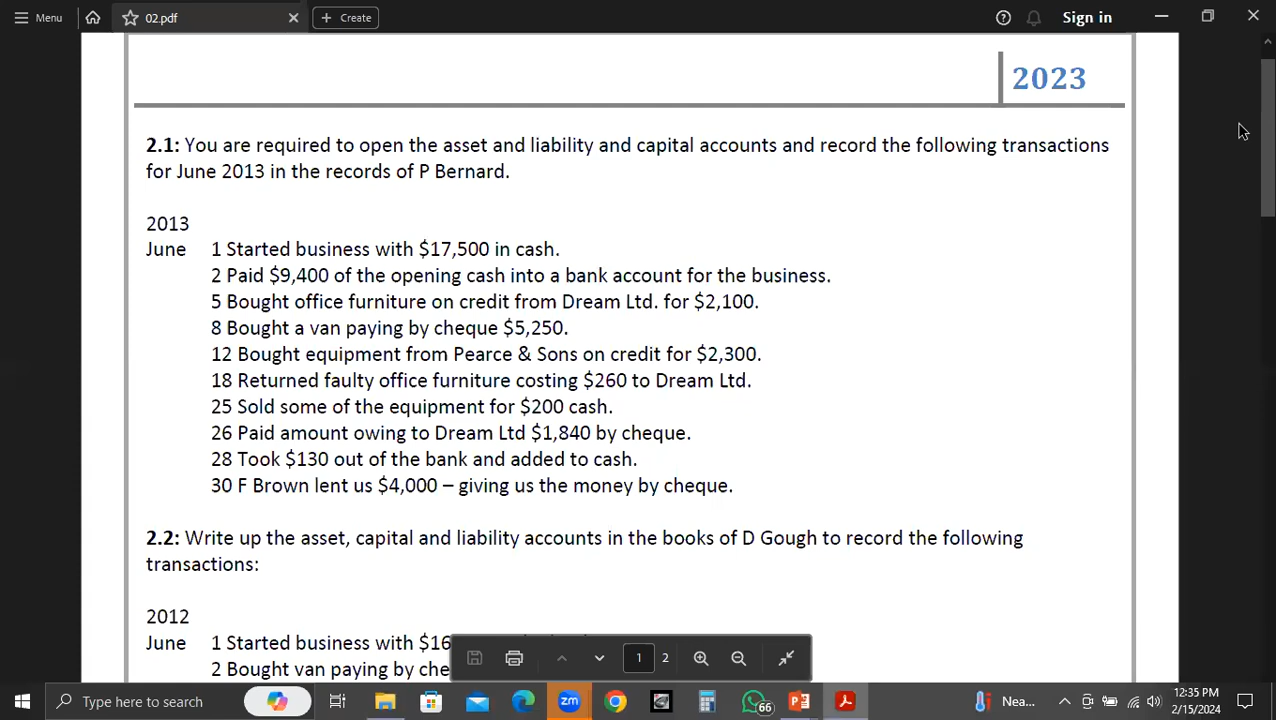 Menu
02.pdf
Create
Sign in
2023
2.1: You are required to open the asset and liability and capital accounts and record the following transactions
for June 2013 in the records of P Bernard.
2013
June 1 Started business with $17,500 in cash.
2 Paid $9,400 of the opening cash into a bank account for the business.
5 Bought office furniture on credit from Dream Ltd. for $2,100.
8 Bought a van paying by cheque $5,250.
12 Bought equipment from Pearce & Sons on credit for $2,300.
18 Returned faulty office furniture costing $260 to Dream Ltd.
25 Sold some of the equipment for $200 cash.
26 Paid amount owing to Dream Ltd $1,840 by cheque.
28 Took $130 out of the bank and added to cash.
30 F Brown lent us $4,000 – giving us the money by cheque.
2.2: Write up the asset, capital and liability accounts in the books of D Gough to record the following
transactions:
2012
June 1 Started business with $16
2 Bought van paying by che
1 2
Type here to search
zm
66
Nea...
12:35 PM
2/15/2024